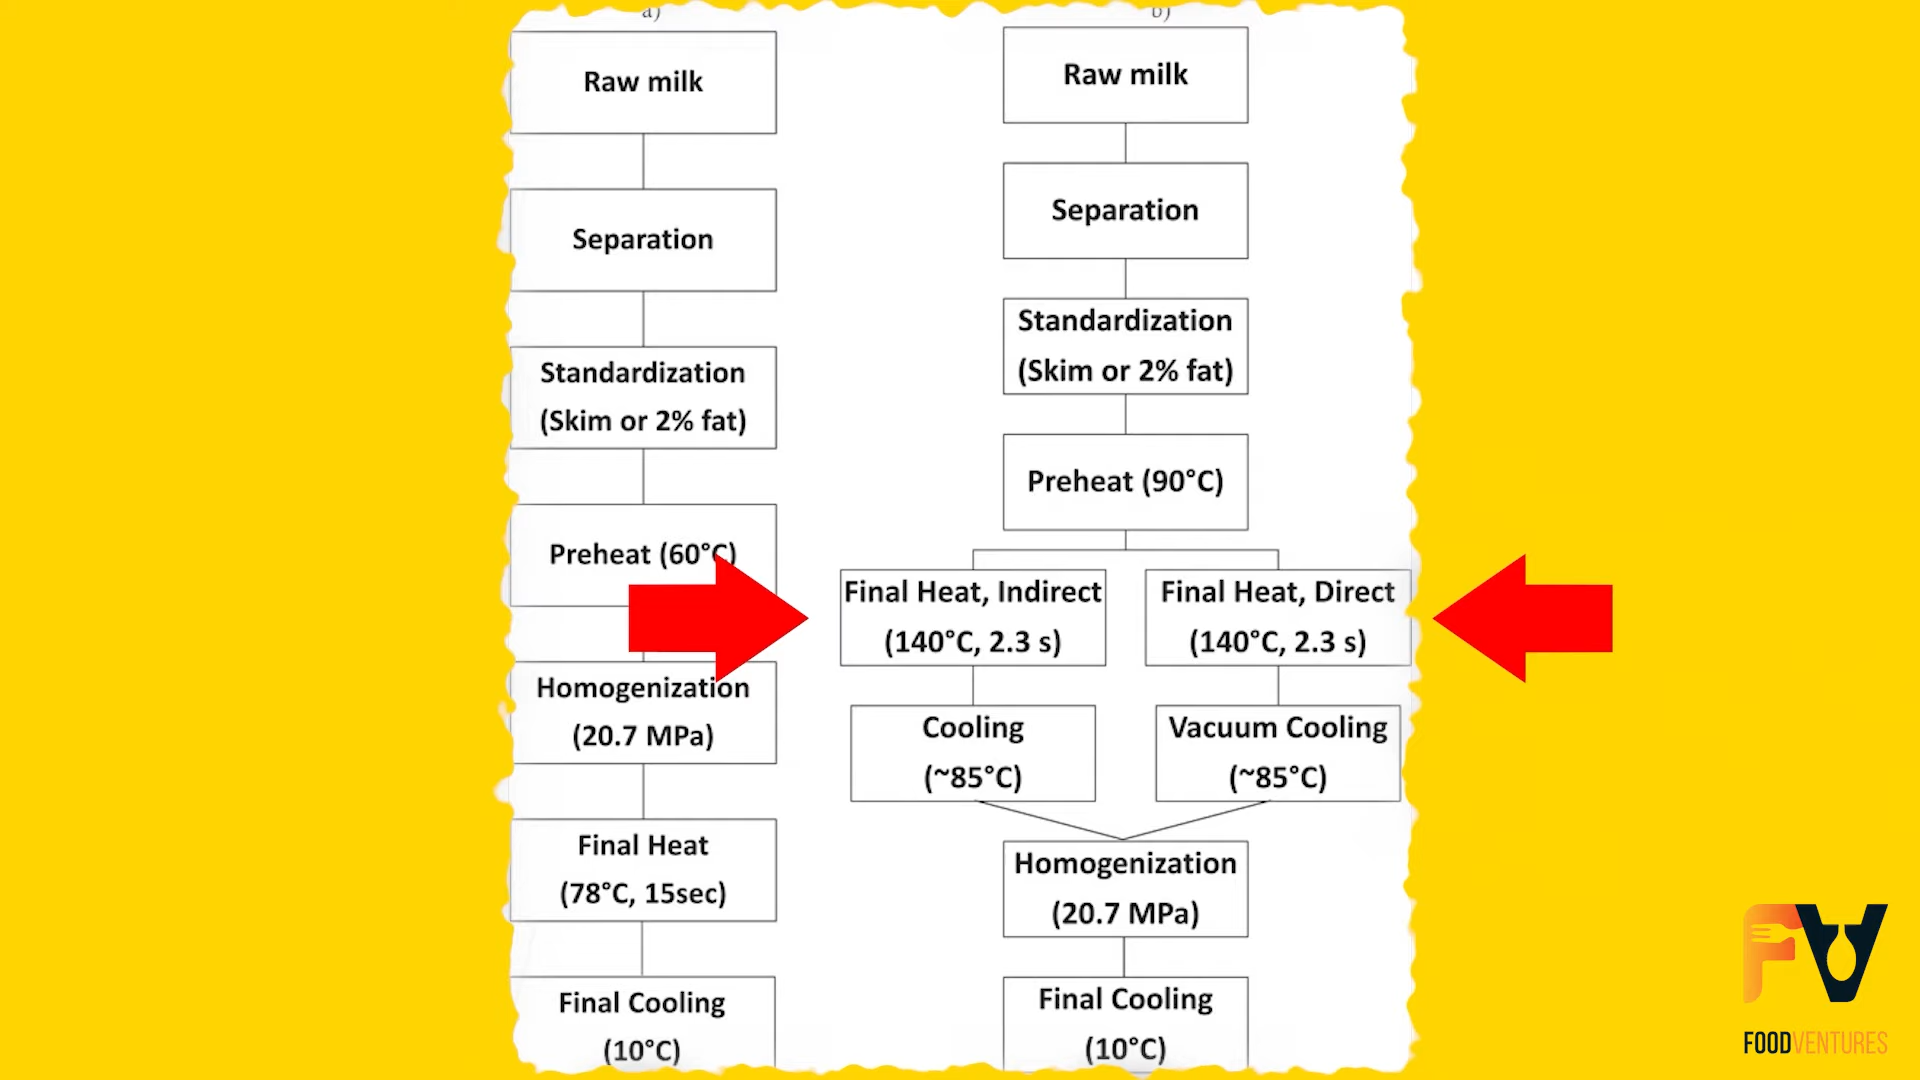 a)
Raw milk
Separation
Standardization
(Skim or 2% fat)
Preheat (60°C)
Homogenization
(20.7 MPa)
Final Heat
(78°C, 15sec)
Final Cooling
(10°C)
b)
Raw milk
Separation
Standardization
(Skim or 2% fat)
Preheat (90°C)
Final Heat, Indirect
(140°C, 2.3 s)
Final Heat, Direct
(140°C, 2.3 s)
Cooling
(~85°C)
Vacuum Cooling
(~85°C)
Homogenization
(20.7 MPa)
Final Cooling
(10°C)
FOODVENTURES